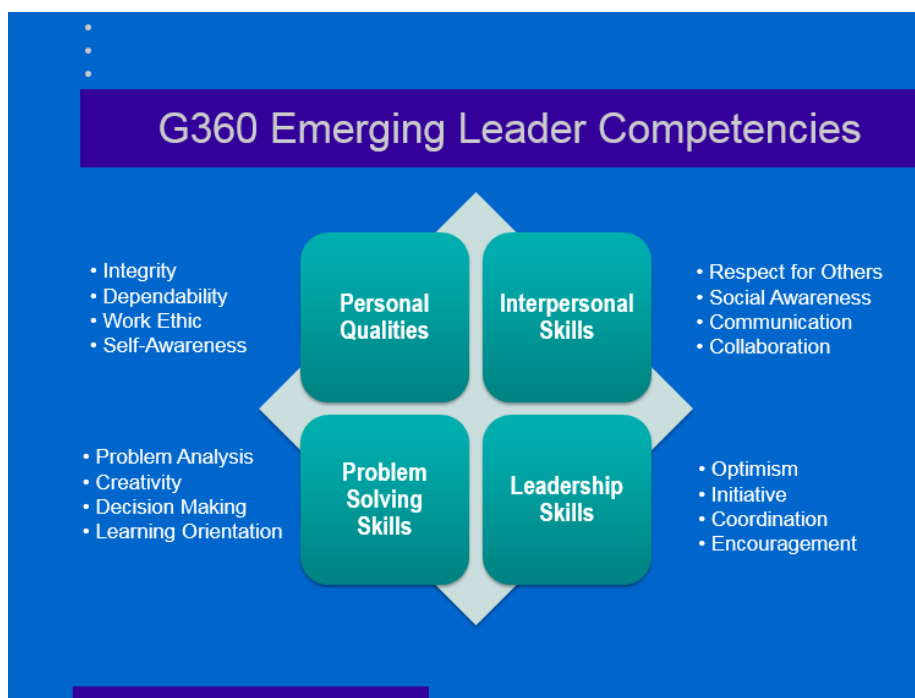 G360 Emerging Leader Competencies
• Integrity
• Dependability
• Work Ethic
• Self-Awareness
Personal
Qualities
Interpersonal
Skills
• Respect for Others
• Social Awareness
• Communication
• Collaboration
• Problem Analysis
• Creativity
• Decision Making
• Learning Orientation
Problem
Solving
Skills
Leadership
Skills
• Optimism
• Initiative
• Coordination
• Encouragement